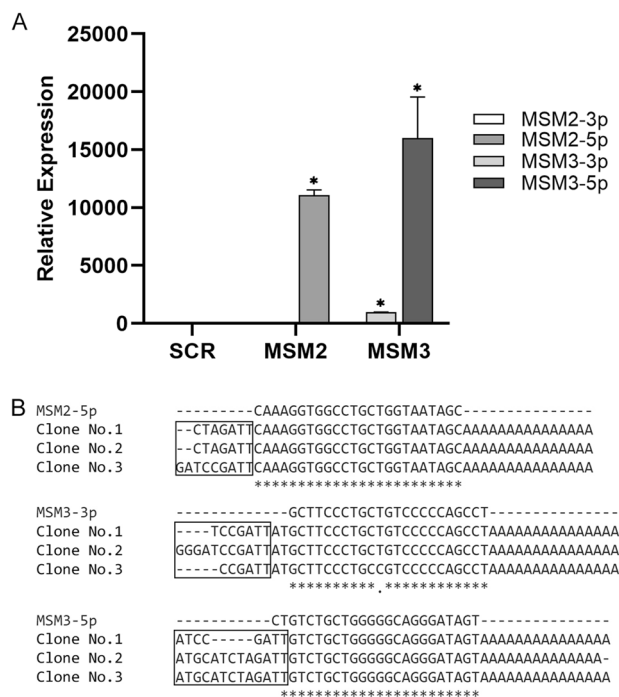 A
25000
20000
15000
10000
5000
0
Relative Expression
*
*
*
SCR MSM2 MSM3
MSM2-3p
MSM2-5p
MSM3-3p
MSM3-5p
B
MSM2-5p ---------CAAAGGTGGCCTGCTGGTAATAGC---------------
Clone No.1 --CTAGATTCAAAGGTGGCCTGCTGGTAATAGCAAAAAAAAAAAAAAA
Clone No.2 --CTAGATTCAAAGGTGGCCTGCTGGTAATAGCAAAAAAAAAAAAAAA
Clone No.3 GATCCGATTCAAAGGTGGCCTGCTGGTAATAGCAAAAAAAAAAAAAAA
************************
MSM3-3p -------------GCTTCCCTGCTGTCCCCCAGCCT---------------
Clone No.1 ----TCCGATTATGCTTCCCTGCTGTCCCCCAGCCTAAAAAAAAAAAAAAA
Clone No.2 GGGATCCGATTATGCTTCCCTGCTGTCCCCCAGCCTAAAAAAAAAAAAAAA
Clone No.3 -----CCGATTATGCTTCCCTGCCGTCCCCCAGCCTAAAAAAAAAAAAAAA
**********.************
MSM3-5p -----------CTGTCTGCTGGGGGCAGGGATAGT---------------
Clone No.1 ATCC-----GATTGTCTGCTGGGGGCAGGGATAGTAAAAAAAAAAAAAAA
Clone No.2 ATGCATCTAGATTGTCTGCTGGGGGCAGGGATAGTAAAAAAAAAAAAAA-
Clone No.3 ATGCATCTAGATTGTCTGCTGGGGGCAGGGATAGTAAAAAAAAAAAAAAA
***********************